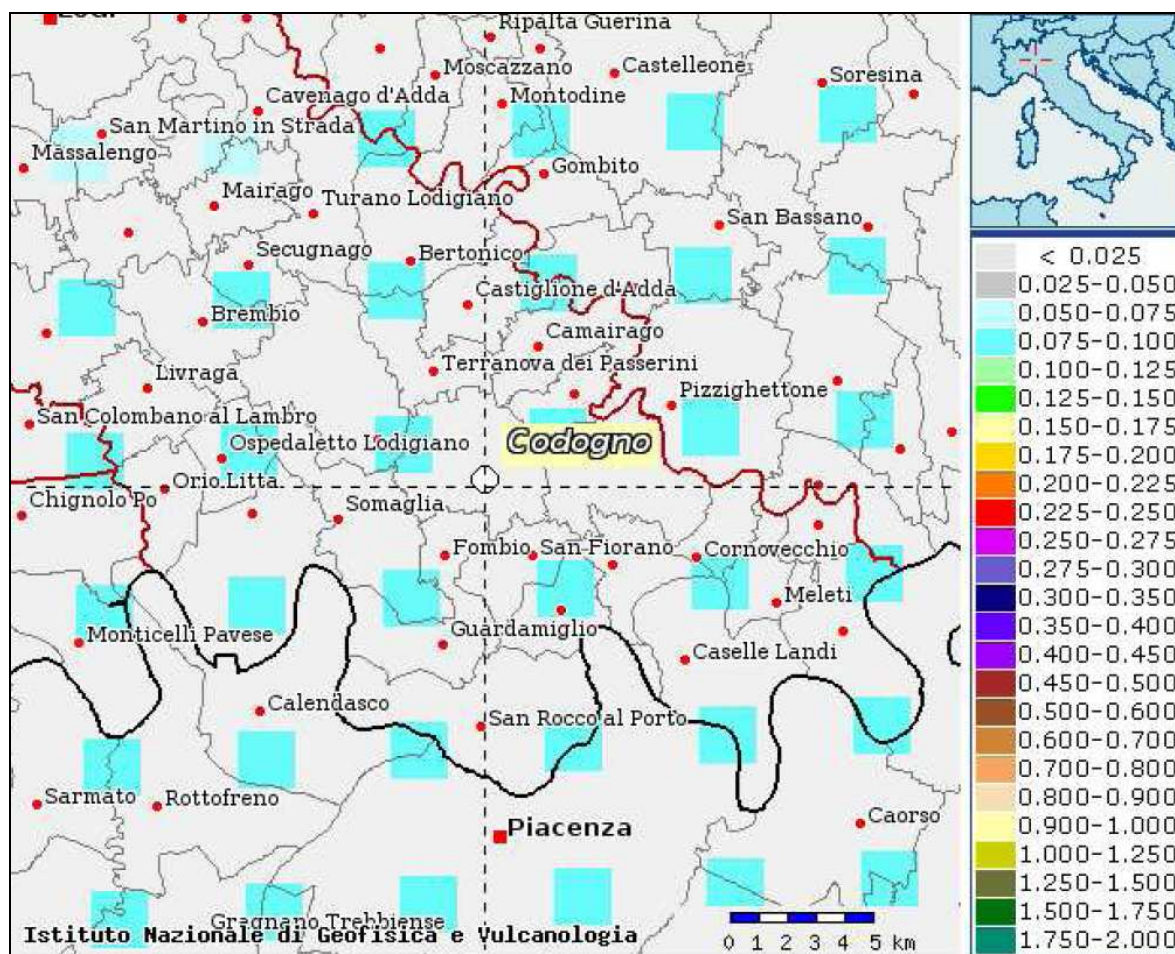 Lodi
Ripalta Guerina
Moscazzano
Castelleone
Soresina
Cavenago d'Adda
Montodine
San Martino in Strada
Massalengo
Gombito
Mairago
Turano Lodigiano
San Bassano
Secugnago
Bertonico
Castiglione d'Adda
Brembio
Camairago
Terranova dei Passerini
Livraga
Pizzighettone
San Colombano al Lambro
Ospedaletto Lodigiano
Codogno
Orio Litta
Chignolo Po
Somaglia
Fombio
San Fiorano
Cornovecchio
Meleti
Monticelli Pavese
Guardamiglio
Caselle Landi
Calendasco
San Rocco al Porto
Sarmato
Rottofreno
Piacenza
Caorso
Gragnano Trebbiense
Istituto Nazionale di Geofisica e Vulcanologia
0 1 2 3 4 5 km
< 0.025
0.025-0.050
0.050-0.075
0.075-0.100
0.100-0.125
0.125-0.150
0.150-0.175
0.175-0.200
0.200-0.225
0.225-0.250
0.250-0.275
0.275-0.300
0.300-0.350
0.350-0.400
0.400-0.450
0.450-0.500
0.500-0.600
0.600-0.700
0.700-0.800
0.800-0.900
0.900-1.000
1.000-1.250
1.250-1.500
1.500-1.750
1.750-2.000